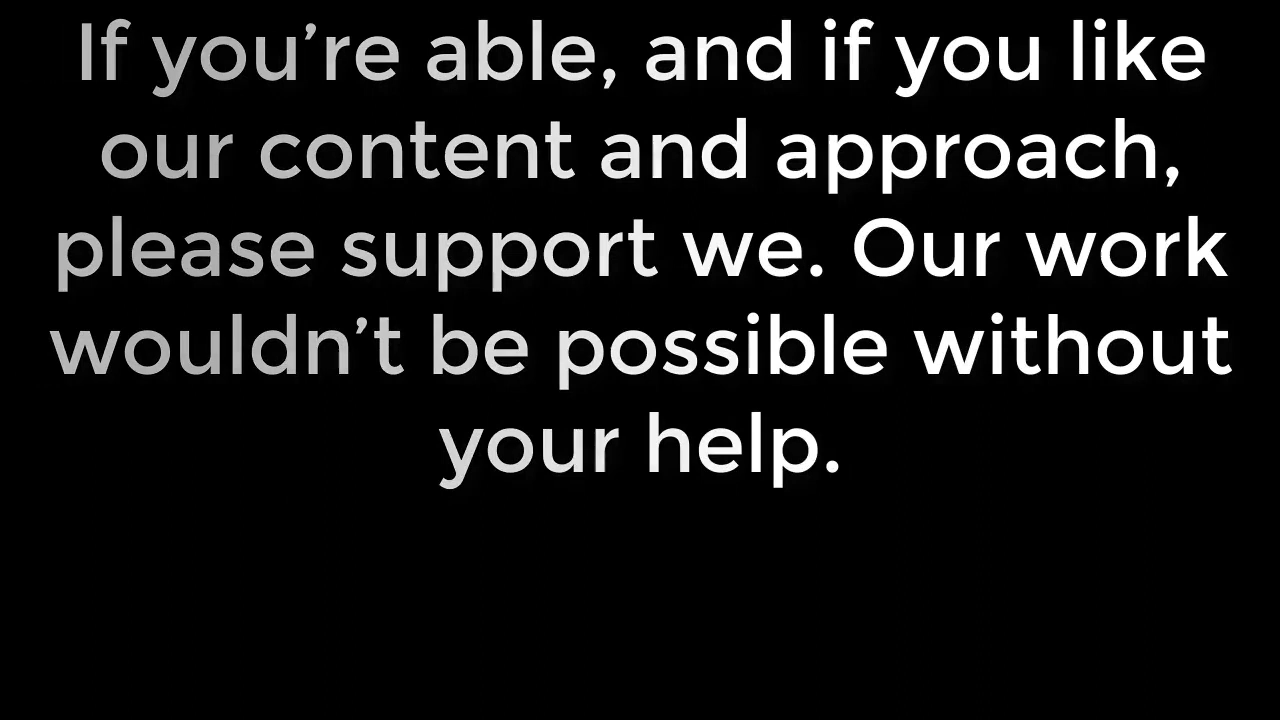 If you’re able, and if you like
our content and approach,
please support we. Our work
wouldn’t be possible without
your help.